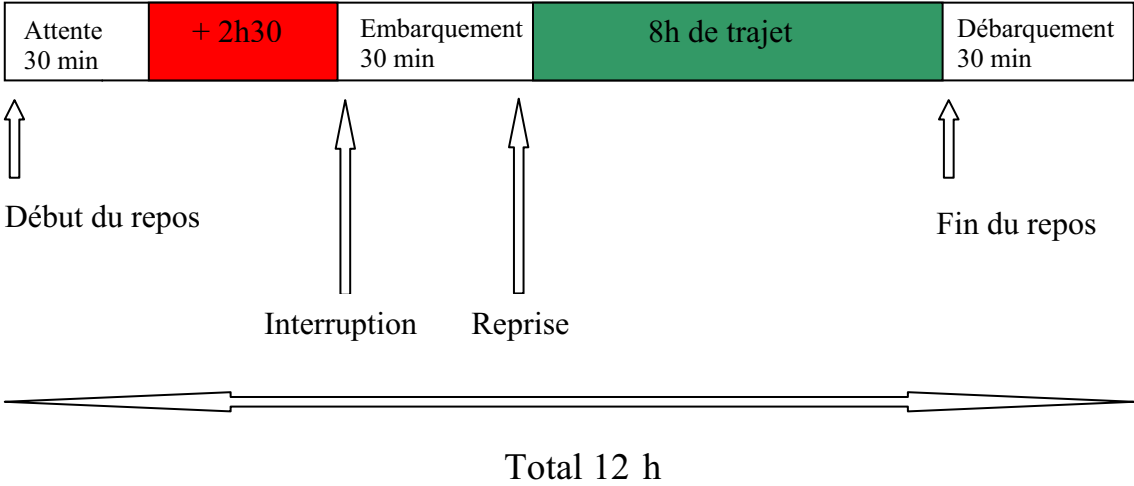 Attente
30 min
+ 2h30
Embarquement
30 min
8h de trajet
Débarquement
30 min
Début du repos
Fin du repos
Interruption
Reprise
Total 12 h